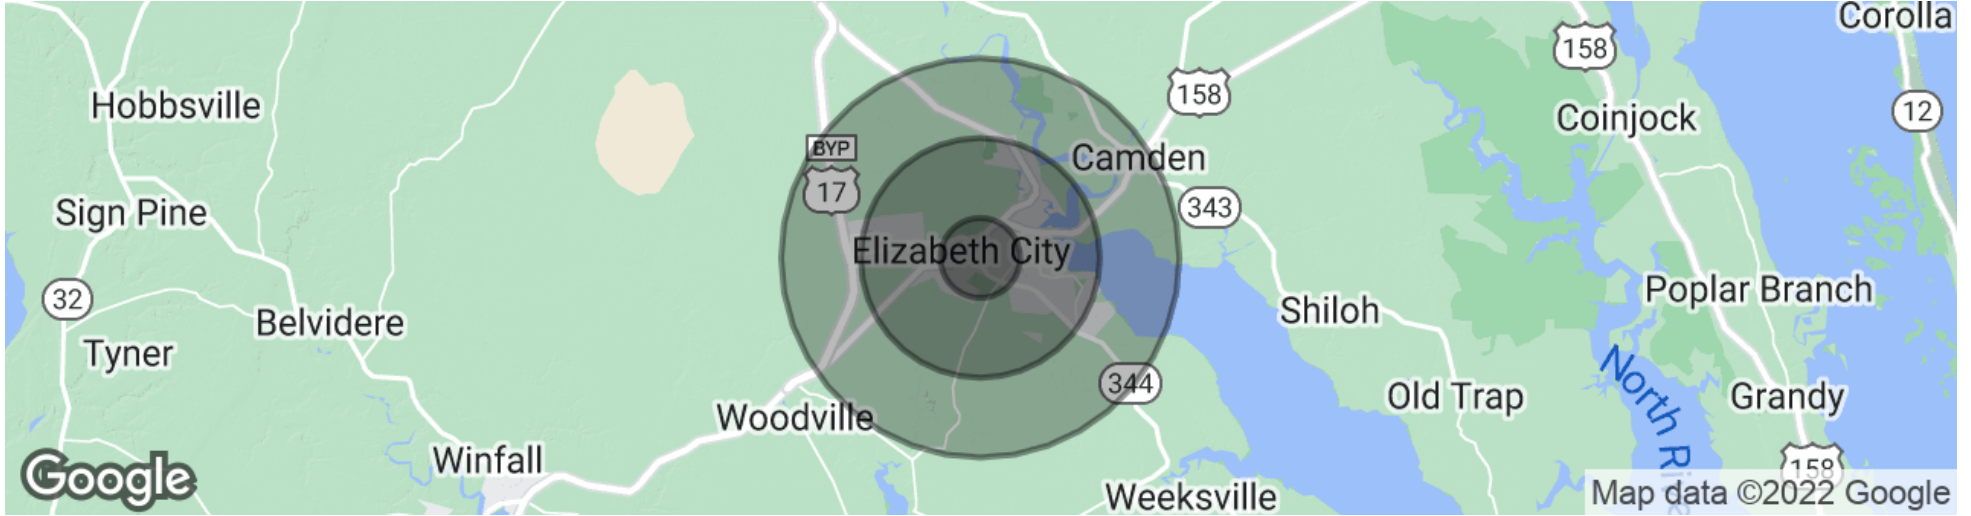 Corolla
158
158
12
Hobbsville
Coinjock
BYP
Camden
17
343
Sign Pine
Elizabeth City
32
Poplar Branch
Shiloh
Belvidere
Tyner
344
North Ri
Old Trap
Grandy
Woodville
Winfall
158
Google
Weeksville
Map data ©2022 Google